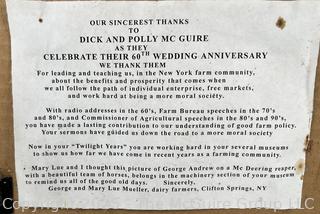 OUR SINCEREST THANKS
TO
DICK AND POLLY MC GUIRE
AS THEY
CELEBRATE THEIR 60TH WEDDING ANNIVERSARY
WE THANK THEM
For leading and teaching us, in the New York farm community,
about the benefits and prosperity that comes when
we all follow the path of individual enterprise, free markets,
and work hard at being a more moral society.
With radio addresses in the 60's, Farm Bureau speeches in the 70's
and 80's, and Commissioner of Agricultural speeches in the 80's and 90's,
you have made a lasting contribution to our understanding of good farm policy.
Your sermons have guided us down the road to a more moral society
Now in your "Twilight Years" you are working hard in your several museums
to show us how far we have come in recent years as a farming community.
Mary Lue and I thought this picture of George Andrew on a Mc Deering reaper,
with a beautiful team of horses, belongs in the machinery section of your museum
to remind us all of the good old days. Sincerely,
George and Mary Lue Mueller, dairy farmers, Clifton Springs, NY